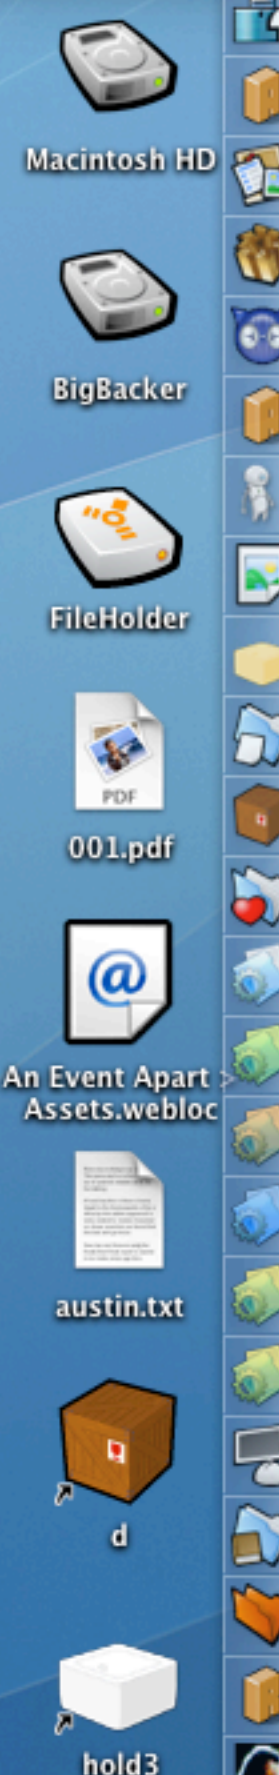 Macintosh HD
BigBacker
FileHolder
PDF
001.pdf
@
An Event Apart >
Assets.webloc
austin.txt
d
hold3